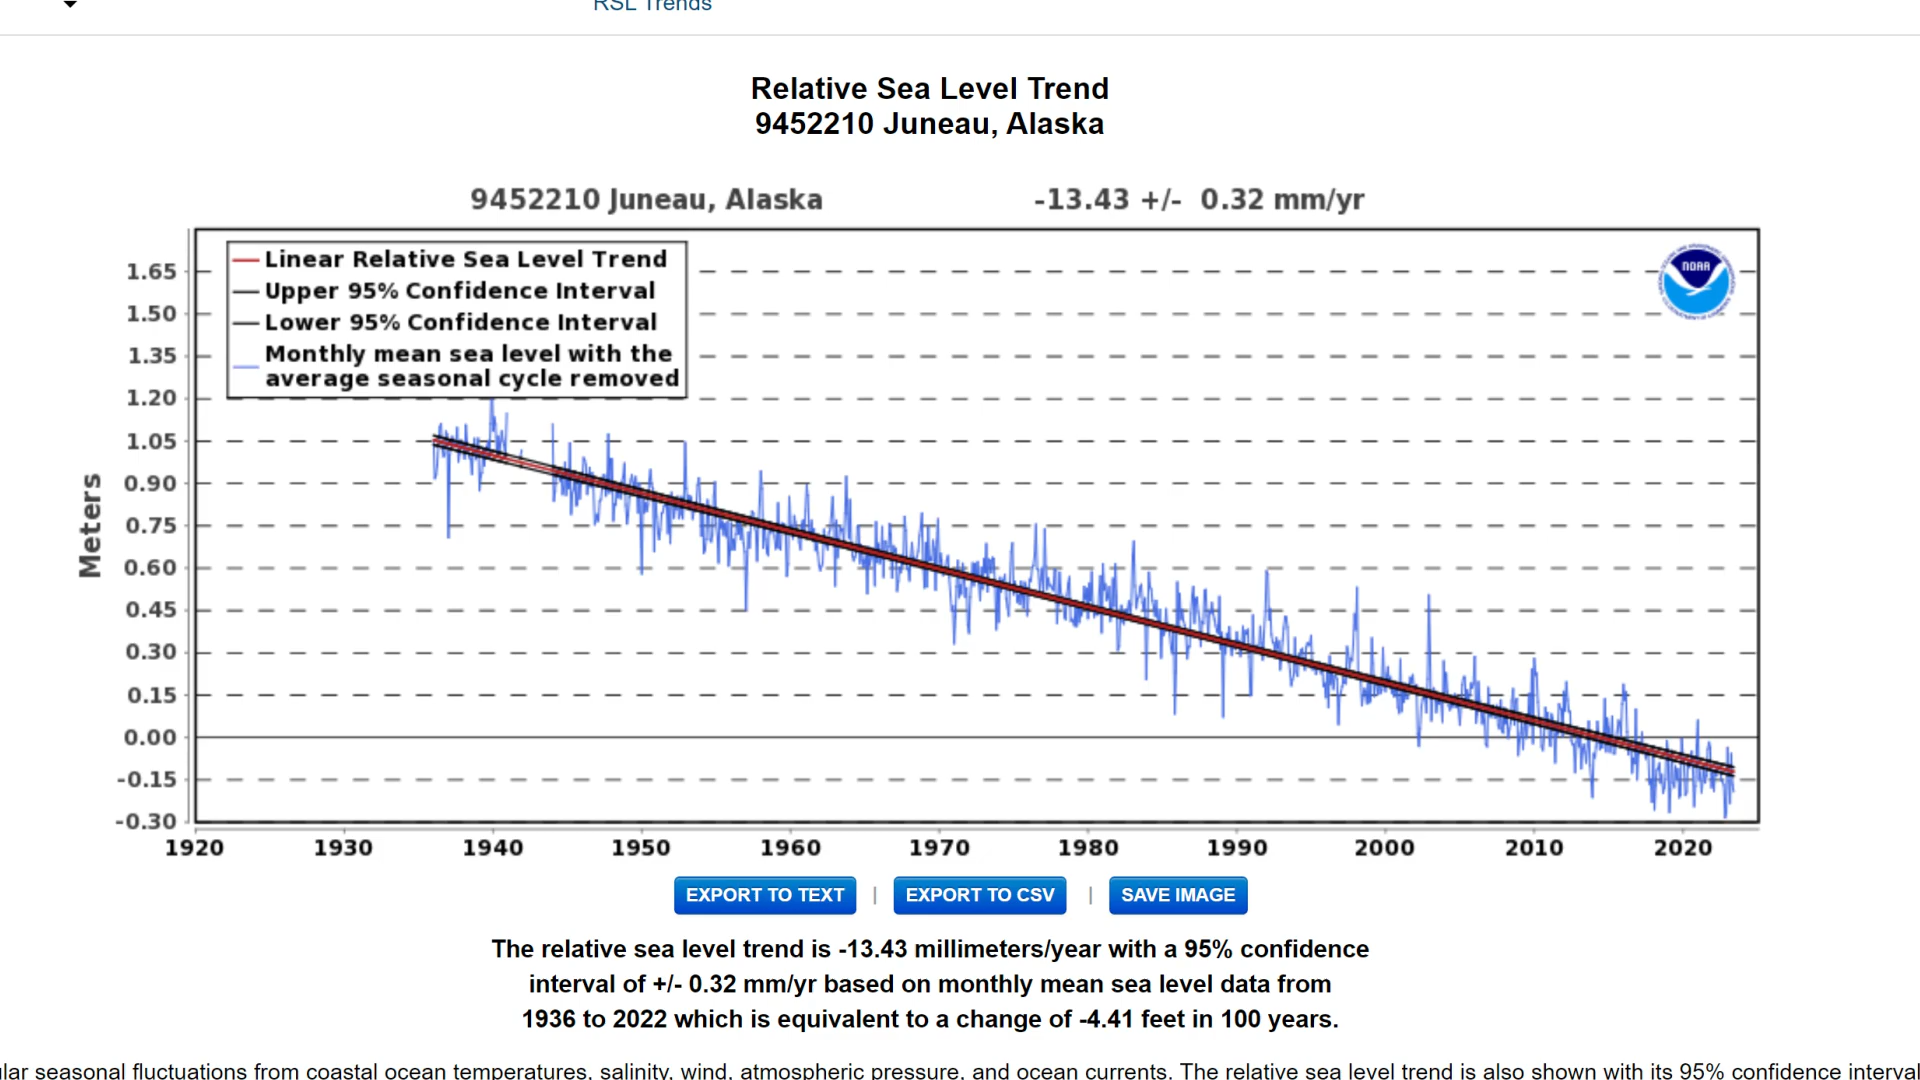 RSL Trends
Relative Sea Level Trend
9452210 Juneau, Alaska
9452210 Juneau, Alaska -13.43 +/- 0.32 mm/yr
Linear Relative Sea Level Trend
Upper 95% Confidence Interval
Lower 95% Confidence Interval
Monthly mean sea level with the
average seasonal cycle removed
NOAA
1.65
1.50
1.35
1.20
1.05
0.90
0.75
0.60
0.45
0.30
0.15
0.00
-0.15
-0.30
Meters
1920 1930 1940 1950 1960 1970 1980 1990 2000 2010 2020
EXPORT TO TEXT | EXPORT TO CSV | SAVE IMAGE
The relative sea level trend is -13.43 millimeters/year with a 95% confidence
interval of +/- 0.32 mm/yr based on monthly mean sea level data from
1936 to 2022 which is equivalent to a change of -4.41 feet in 100 years.
lar seasonal fluctuations from coastal ocean temperatures, salinity, wind, atmospheric pressure, and ocean currents. The relative sea level trend is also shown with its 95% confidence interval